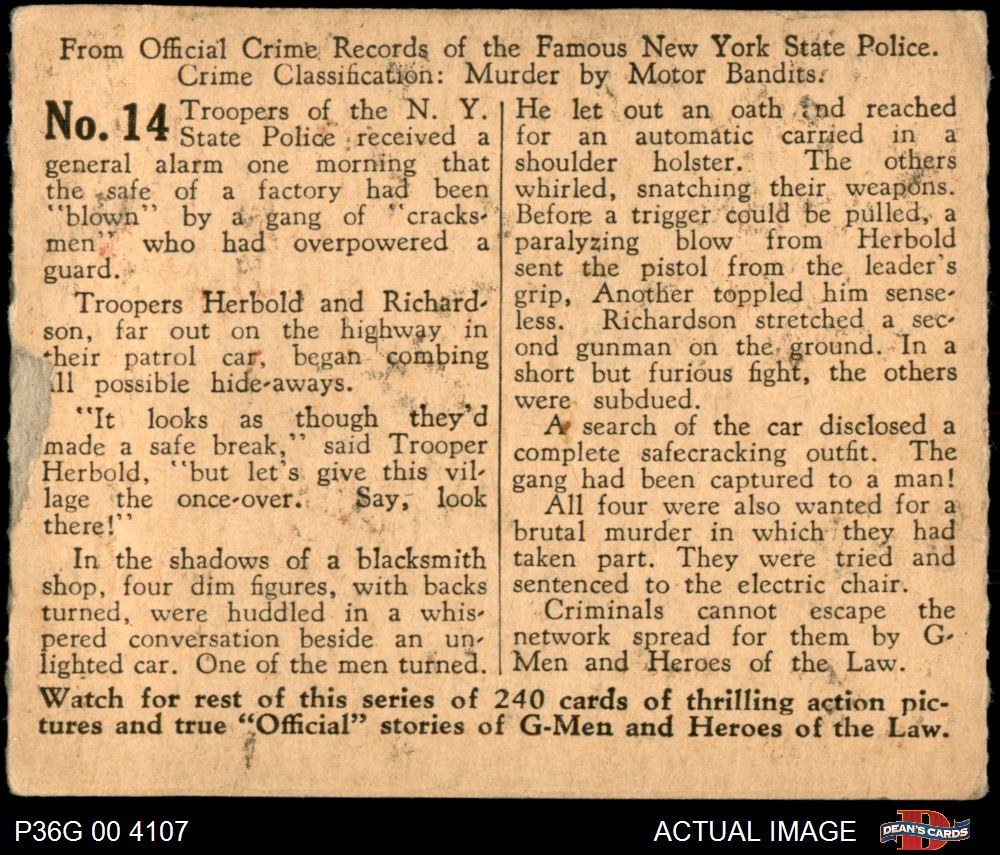 From Official Crime Records of the Famous New York State Police.
Crime Classification: Murder by Motor Bandits.
No. 14 Troopers of the N. Y.
State Police received a
general alarm one morning that
the safe of a factory had been
"blown" by a gang of "cracks-
men" who had overpowered a
guard.
Troopers Herbold and Richard-
son, far out on the highway in
their patrol car, began combing
all possible hide-aways.
"It looks as though they'd
made a safe break," said Trooper
Herbold, "but let's give this vil-
lage the once-over. Say, look
there!"
In the shadows of a blacksmith
shop, four dim figures, with backs
turned, were huddled in a whis-
pered conversation beside an un-
lighted car. One of the men turned.
He let out an oath and reached
for an automatic carried in a
shoulder holster. The others
whirled, snatching their weapons.
Before a trigger could be pulled, a
paralyzing blow from Herbold
sent the pistol from the leader's
grip, Another toppled him sense-
less. Richardson stretched a sec-
ond gunman on the ground. In a
short but furious fight, the others
were subdued.
A search of the car disclosed a
complete safecracking outfit. The
gang had been captured to a man!
All four were also wanted for a
brutal murder in which they had
taken part. They were tried and
sentenced to the electric chair.
Criminals cannot escape the
network spread for them by G-
Men and Heroes of the Law.
Watch for rest of this series of 240 cards of thrilling action pic-
tures and true "Official" stories of G-Men and Heroes of the Law.
P36G 00 4107
ACTUAL IMAGE
DEAN'S CARDS